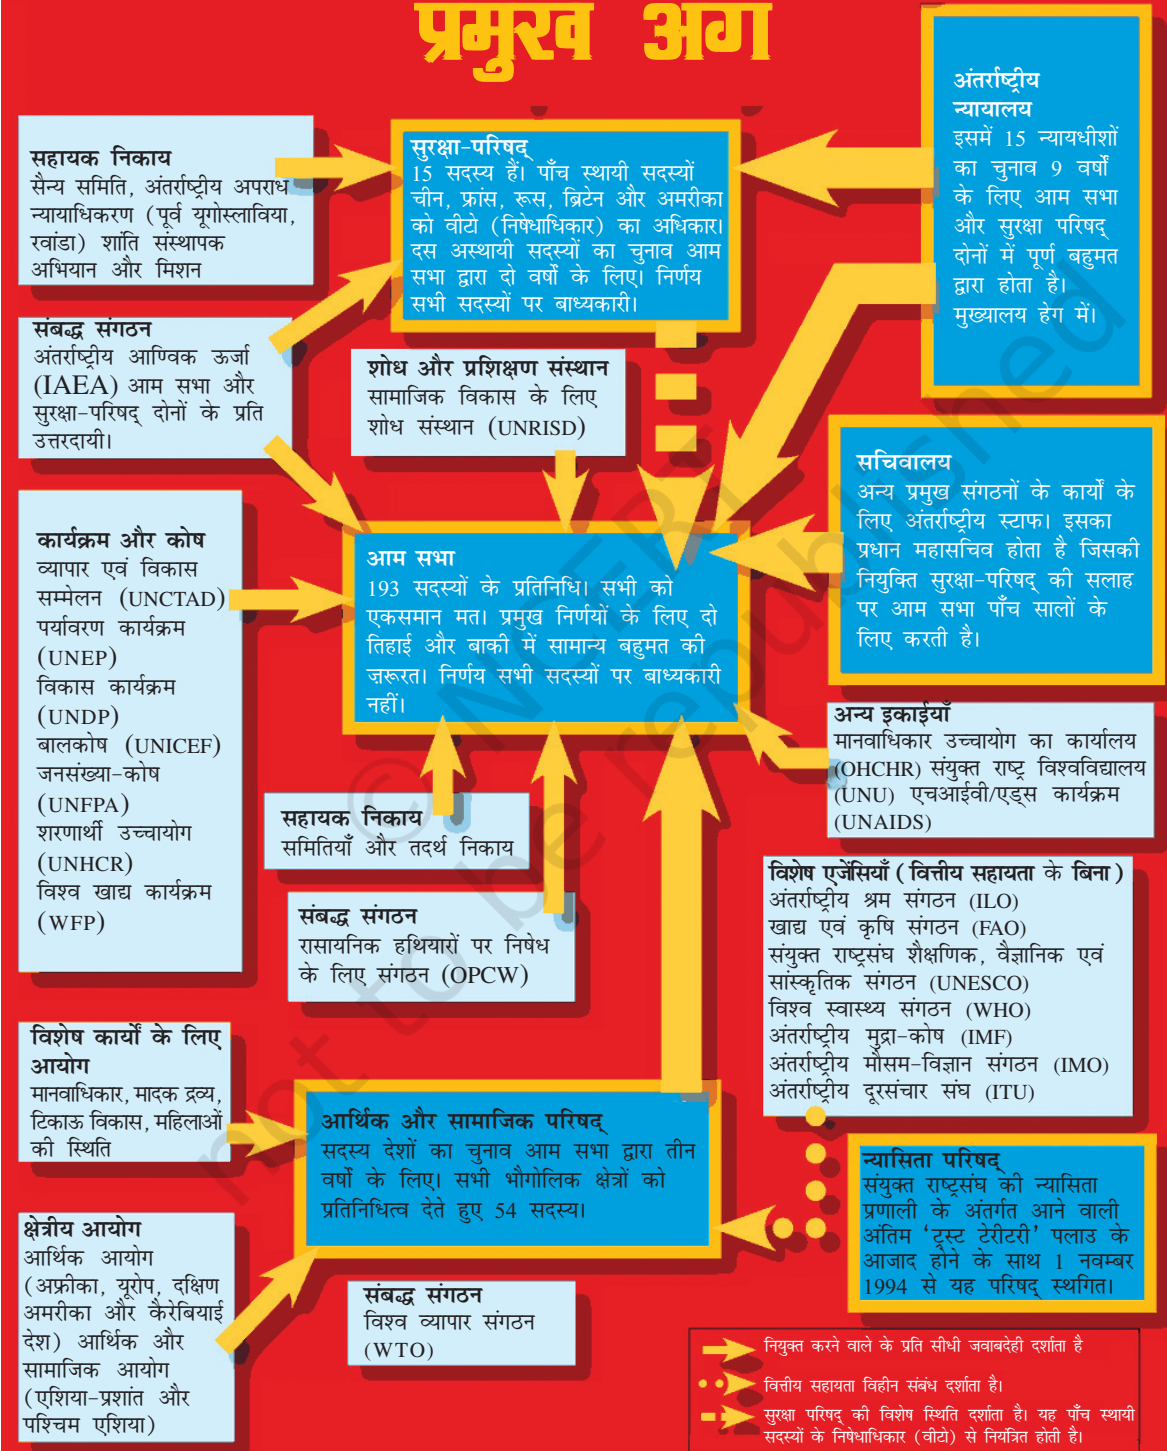 प्रमुख अंग
सहायक निकाय
सैन्य समिति, अंतर्राष्ट्रीय अपराध
न्यायाधिकरण (पूर्व यूगोस्लाविया,
रवांडा) शांति संस्थापक
अभियान और मिशन
सुरक्षा-परिषद्
15 सदस्य हैं। पाँच स्थायी सदस्यों
चीन, फ्रांस, रूस, ब्रिटेन और अमरीका
को वीटो (निषेधाधिकार) का अधिकार।
दस अस्थायी सदस्यों का चुनाव आम
सभा द्वारा दो वर्षों के लिए। निर्णय
सभी सदस्यों पर बाध्यकारी।
अंतर्राष्ट्रीय
न्यायालय
इसमें 15 न्यायधीशों
का चुनाव 9 वर्षों
के लिए आम सभा
और सुरक्षा परिषद्
दोनों में पूर्ण बहुमत
द्वारा होता है।
मुख्यालय हेग में।
संबद्ध संगठन
अंतर्राष्ट्रीय आण्विक ऊर्जा
(IAEA) आम सभा और
सुरक्षा-परिषद् दोनों के प्रति
उत्तरदायी।
शोध और प्रशिक्षण संस्थान
सामाजिक विकास के लिए
शोध संस्थान (UNRISD)
सचिवालय
अन्य प्रमुख संगठनों के कार्यों के
लिए अंतर्राष्ट्रीय स्टाफ। इसका
प्रधान महासचिव होता है जिसकी
नियुक्ति सुरक्षा-परिषद् की सलाह
पर आम सभा पाँच सालों के
लिए करती है।
कार्यक्रम और कोष
व्यापार एवं विकास
सम्मेलन (UNCTAD)
पर्यावरण कार्यक्रम
(UNEP)
विकास कार्यक्रम
(UNDP)
बालकोष (UNICEF)
जनसंख्या-कोष
(UNFPA)
शरणार्थी उच्चायोग
(UNHCR)
विश्व खाद्य कार्यक्रम
(WFP)
आम सभा
193 सदस्यों के प्रतिनिधि। सभी को
एकसमान मत। प्रमुख निर्णयों के लिए दो
तिहाई और बाकी में सामान्य बहुमत की
ज़रूरत। निर्णय सभी सदस्यों पर बाध्यकारी
नहीं।
अन्य इकाईयाँ
मानवाधिकार उच्चायोग का कार्यालय
(OHCHR) संयुक्त राष्ट्र विश्वविद्यालय
(UNU) एचआईवी/एड्स कार्यक्रम
(UNAIDS)
सहायक निकाय
समितियाँ और तदर्थ निकाय
संबद्ध संगठन
रासायनिक हथियारों पर निषेध
के लिए संगठन (OPCW)
विशेष एजेंसियाँ (वित्तीय सहायता के बिना)
अंतर्राष्ट्रीय श्रम संगठन (ILO)
खाद्य एवं कृषि संगठन (FAO)
संयुक्त राष्ट्रसंघ शैक्षणिक, वैज्ञानिक एवं
सांस्कृतिक संगठन (UNESCO)
विश्व स्वास्थ्य संगठन (WHO)
अंतर्राष्ट्रीय मुद्रा-कोष (IMF)
अंतर्राष्ट्रीय मौसम-विज्ञान संगठन (IMO)
अंतर्राष्ट्रीय दूरसंचार संघ (ITU)
विशेष कार्यों के लिए
आयोग
मानवाधिकार, मादक द्रव्य,
टिकाऊ विकास, महिलाओं
की स्थिति
आर्थिक और सामाजिक परिषद्
सदस्य देशों का चुनाव आम सभा द्वारा तीन
वर्षों के लिए। सभी भौगोलिक क्षेत्रों को
प्रतिनिधित्व देते हुए 54 सदस्य।
न्यासिता परिषद्
संयुक्त राष्ट्रसंघ की न्यासिता
प्रणाली के अंतर्गत आने वाली
अंतिम ‘ट्रस्ट टेरीटरी’ पलाउ के
आजाद होने के साथ 1 नवम्बर
1994 से यह परिषद् स्थगित।
क्षेत्रीय आयोग
आर्थिक आयोग
(अफ्रीका, यूरोप, दक्षिण
अमरीका और कैरेबियाई
देश) आर्थिक और
सामाजिक आयोग
(एशिया-प्रशांत और
पश्चिम एशिया)
संबद्ध संगठन
विश्व व्यापार संगठन
(WTO)
नियुक्त करने वाले के प्रति सीधी जवाबदेही दर्शाता है
वित्तीय सहायता विहीन संबंध दर्शाता है।
सुरक्षा परिषद् की विशेष स्थिति दर्शाता है। यह पाँच स्थायी
सदस्यों के निषेधाधिकार (वीटो) से नियंत्रित होती है।
© NCERT
not to be republished